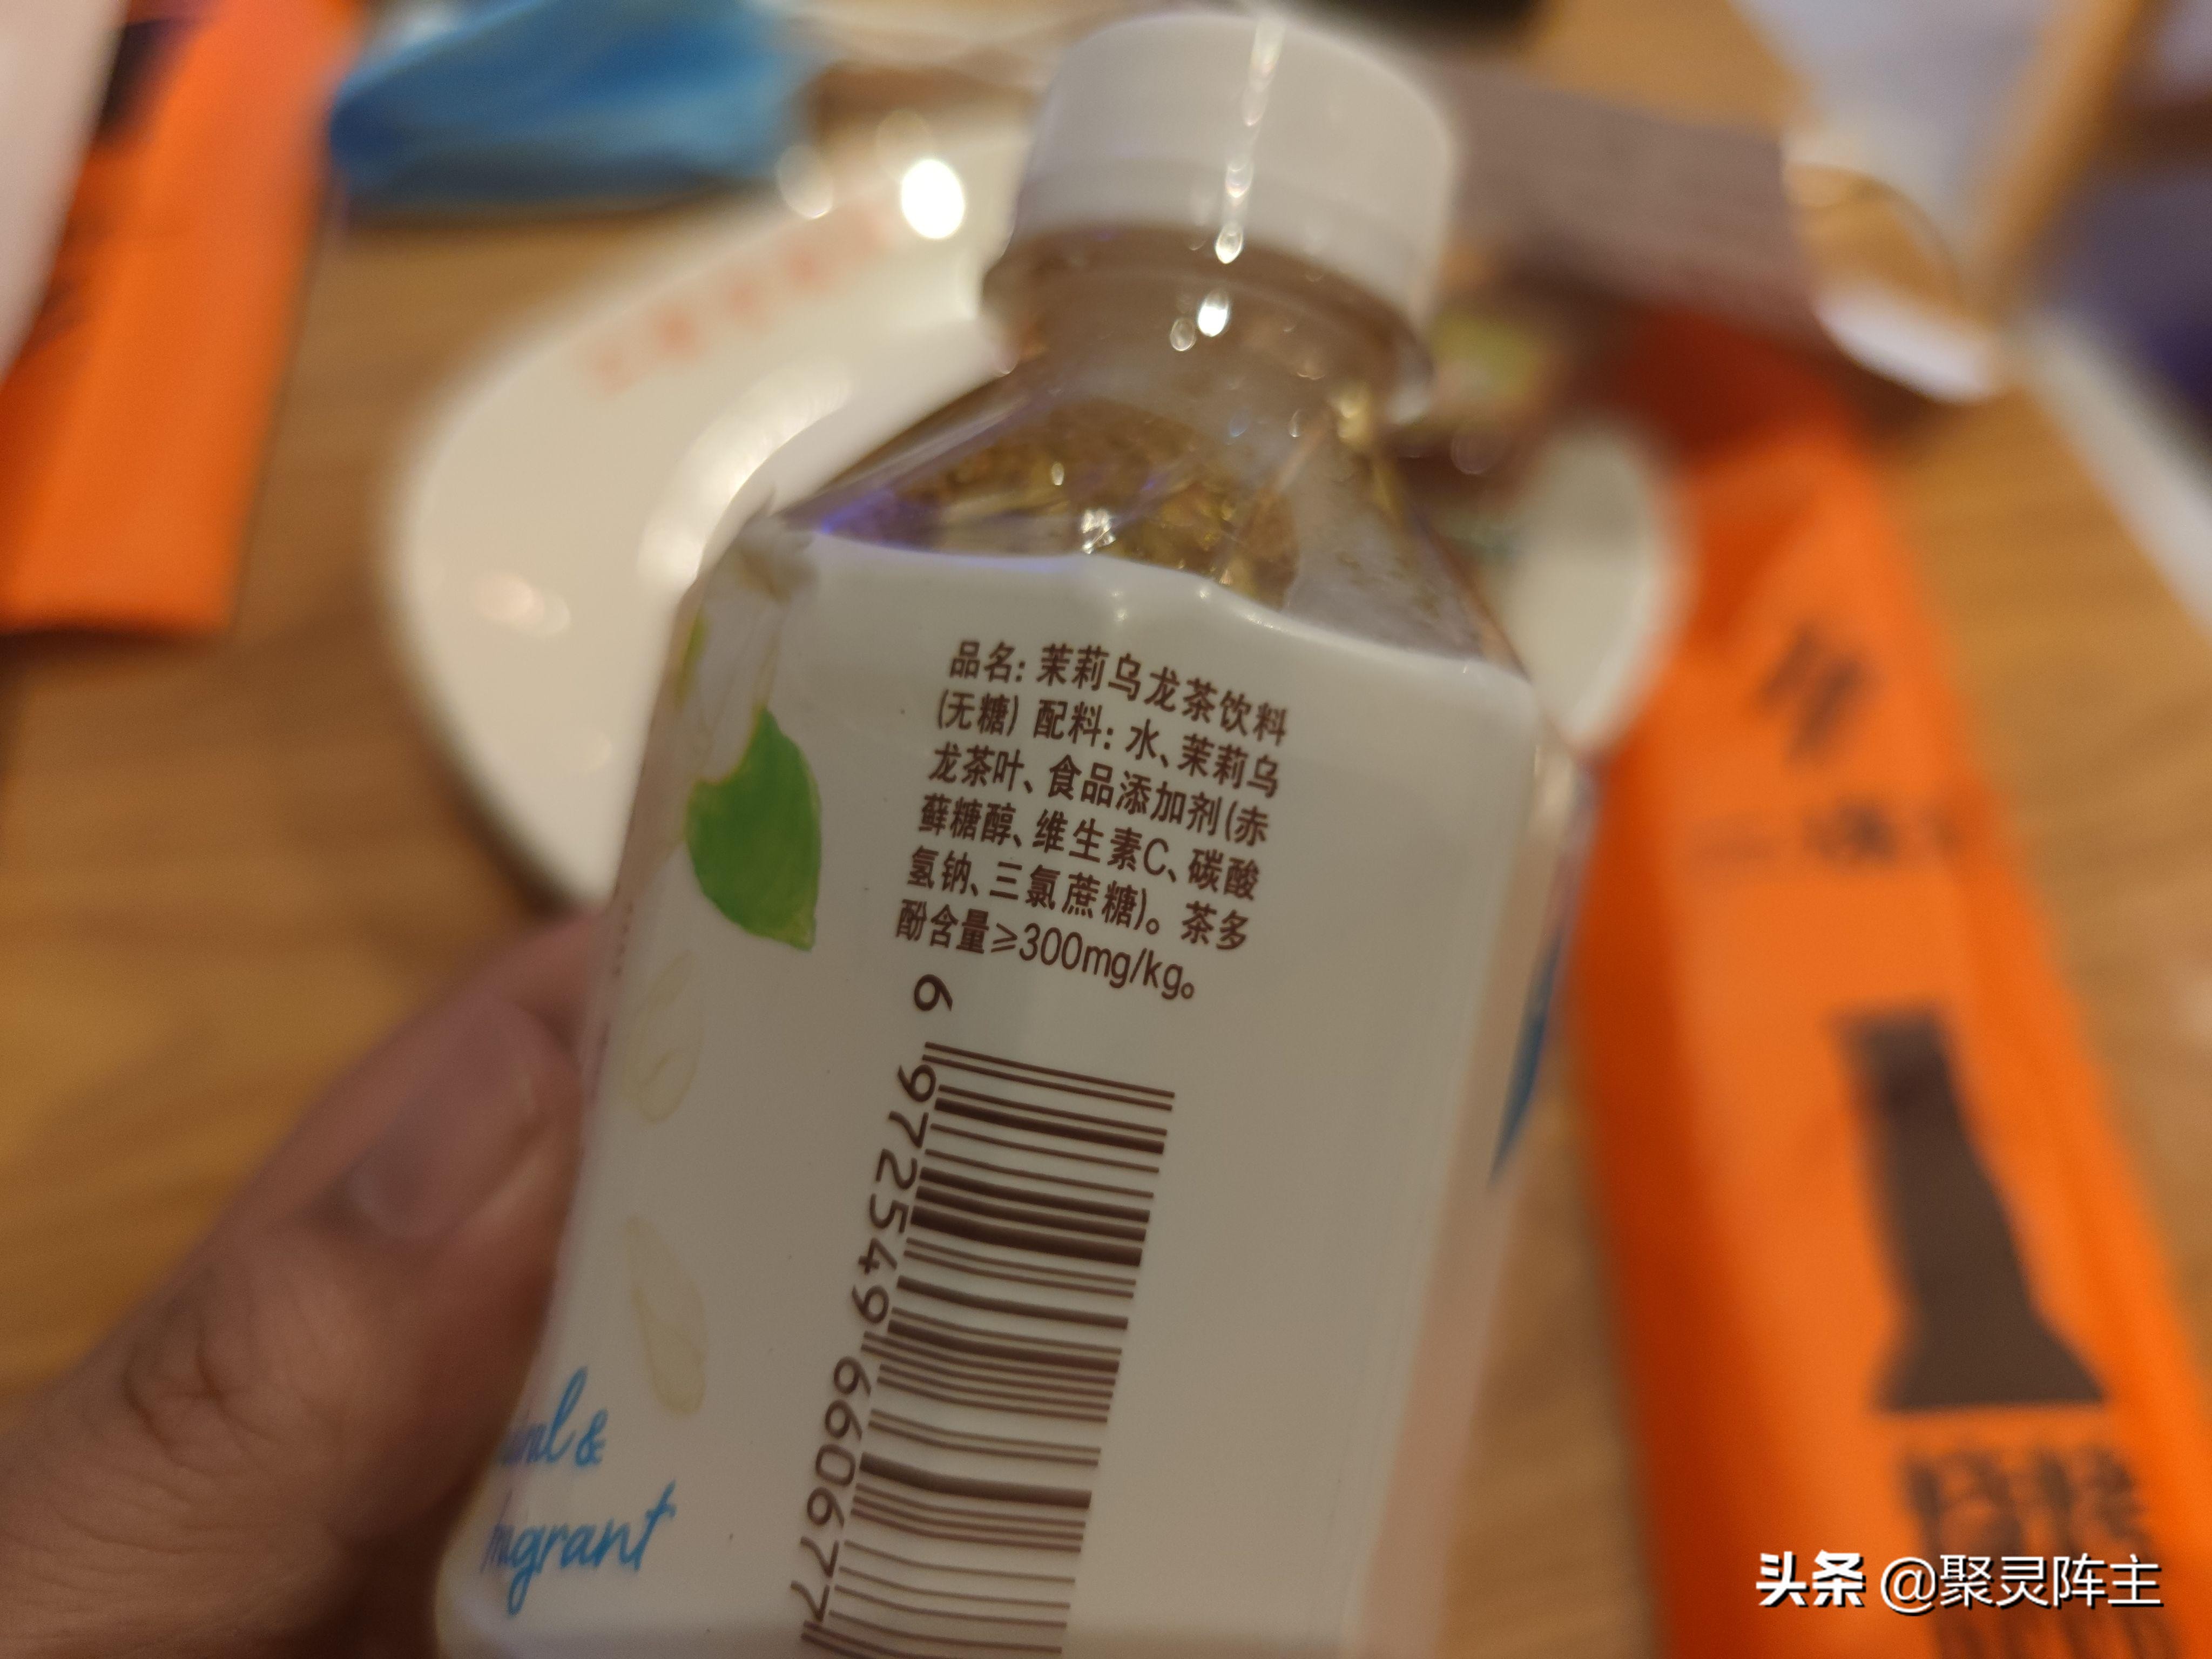 品名：茉莉乌龙茶饮料
(无糖) 配料：水、茉莉乌
龙茶叶、食品添加剂(赤
藓糖醇、维生素C、碳酸
氢钠、三氯蔗糖)。茶多
酚含量≥300mg/kg。
6 972549 660677
&
头条 @聚灵阵主